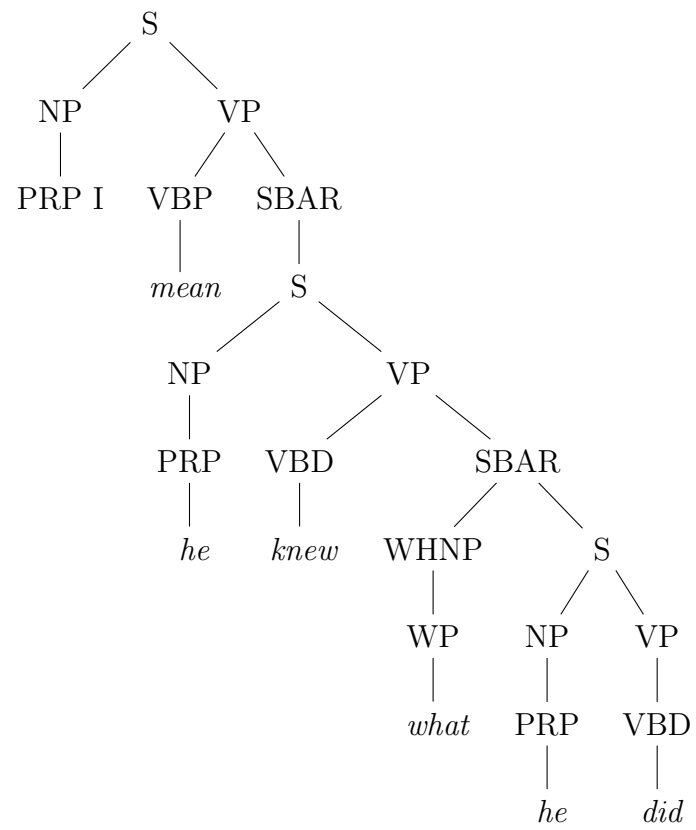 S
NP VP
PRP I VBP SBAR
mean S
NP VP
PRP VBD SBAR
he knew WHNP S
WP NP VP
what PRP VBD
he did